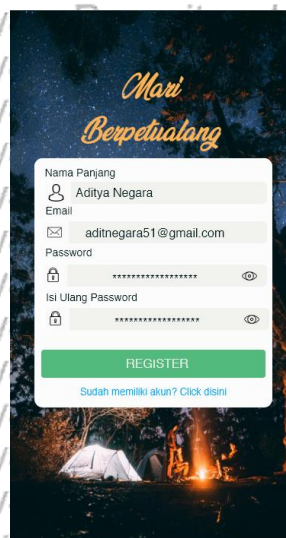 Mari
Berpetualang
Nama Panjang
Aditya Negara
Email
aditnegara51@gmail.com
Password
******************
Isi Ulang Password
******************
REGISTER
Sudah memiliki akun? Click disini